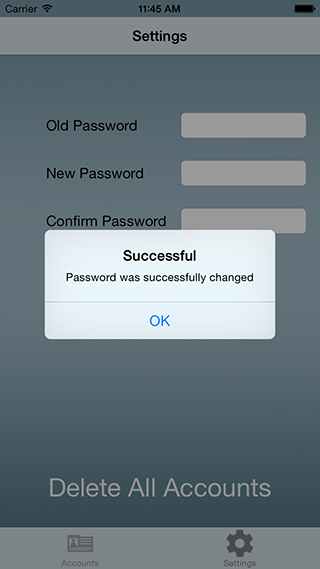 Carrier 11:45 AM
Settings
Old Password
New Password
Confirm Password
Successful
Password was successfully changed
OK
Delete All Accounts
Accounts Settings